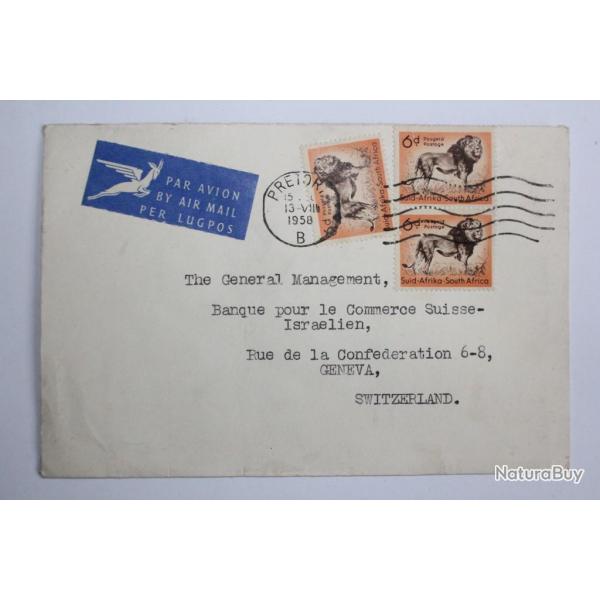 PAR AVION
BY AIR MAIL
PER LUGPOS
PRETOR
13-VIII
1958
B
6d Posgeld
Postage
Suid-Afrika-South Africa
6d
Suid-Afrika-South Africa
The General Management,
Banque pour le Commerce Suisse-
Israelien,
Rue de la Confederation 6-8,
GENEVA,
SWITZERLAND.
NaturaBuy